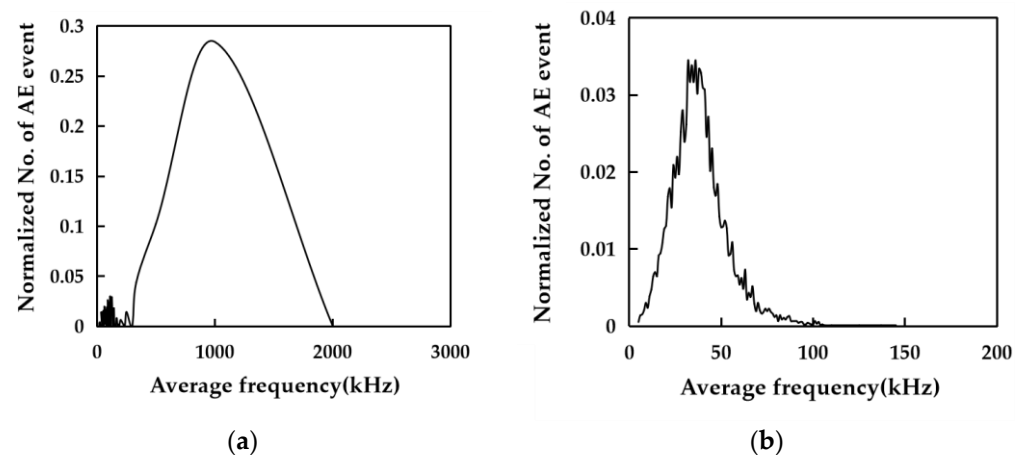 Normalized No. of AE event
0.3
0.25
0.2
0.15
0.1
0.05
0
0 1000 2000 3000
Average frequency(kHz)
(a)
Normalized No. of AE event
0.04
0.03
0.02
0.01
0
0 50 100 150 200
Average frequency(kHz)
(b)